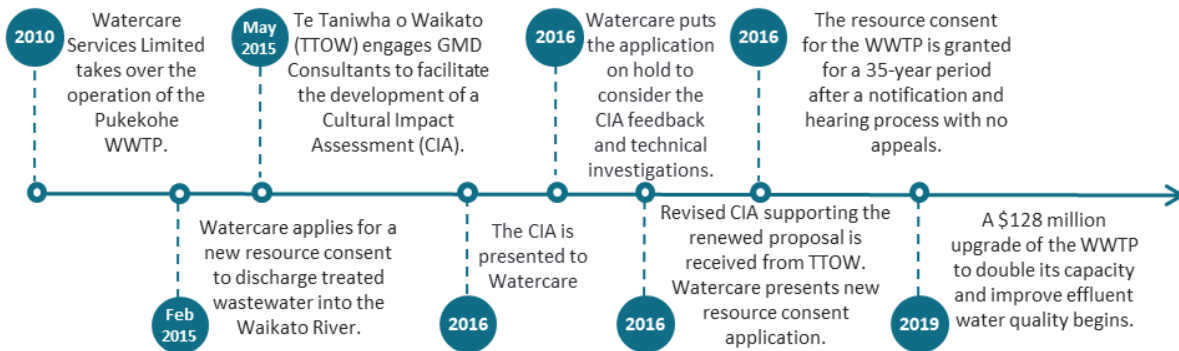 2010
Watercare
Services Limited
takes over the
operation of the
Pukekohe
WWTP.
Feb
2015
Watercare applies for a
new resource consent
to discharge treated
wastewater into the
Waikato River.
May
2015
Te Taniwha o Waikato
(TTOW) engages GMD
Consultants to facilitate
the development of a
Cultural Impact
Assessment (CIA).
2016
The CIA is
presented to
Watercare
2016
Watercare puts
the application
on hold to
consider the
CIA feedback
and technical
investigations.
2016
Revised CIA supporting the
renewed proposal is
received from TTOW.
Watercare presents new
resource consent
application.
2016
The resource consent
for the WWTP is granted
for a 35-year period
after a notification and
hearing process with no
appeals.
2019
A $128 million
upgrade of the WWTP
to double its capacity
and improve effluent
water quality begins.